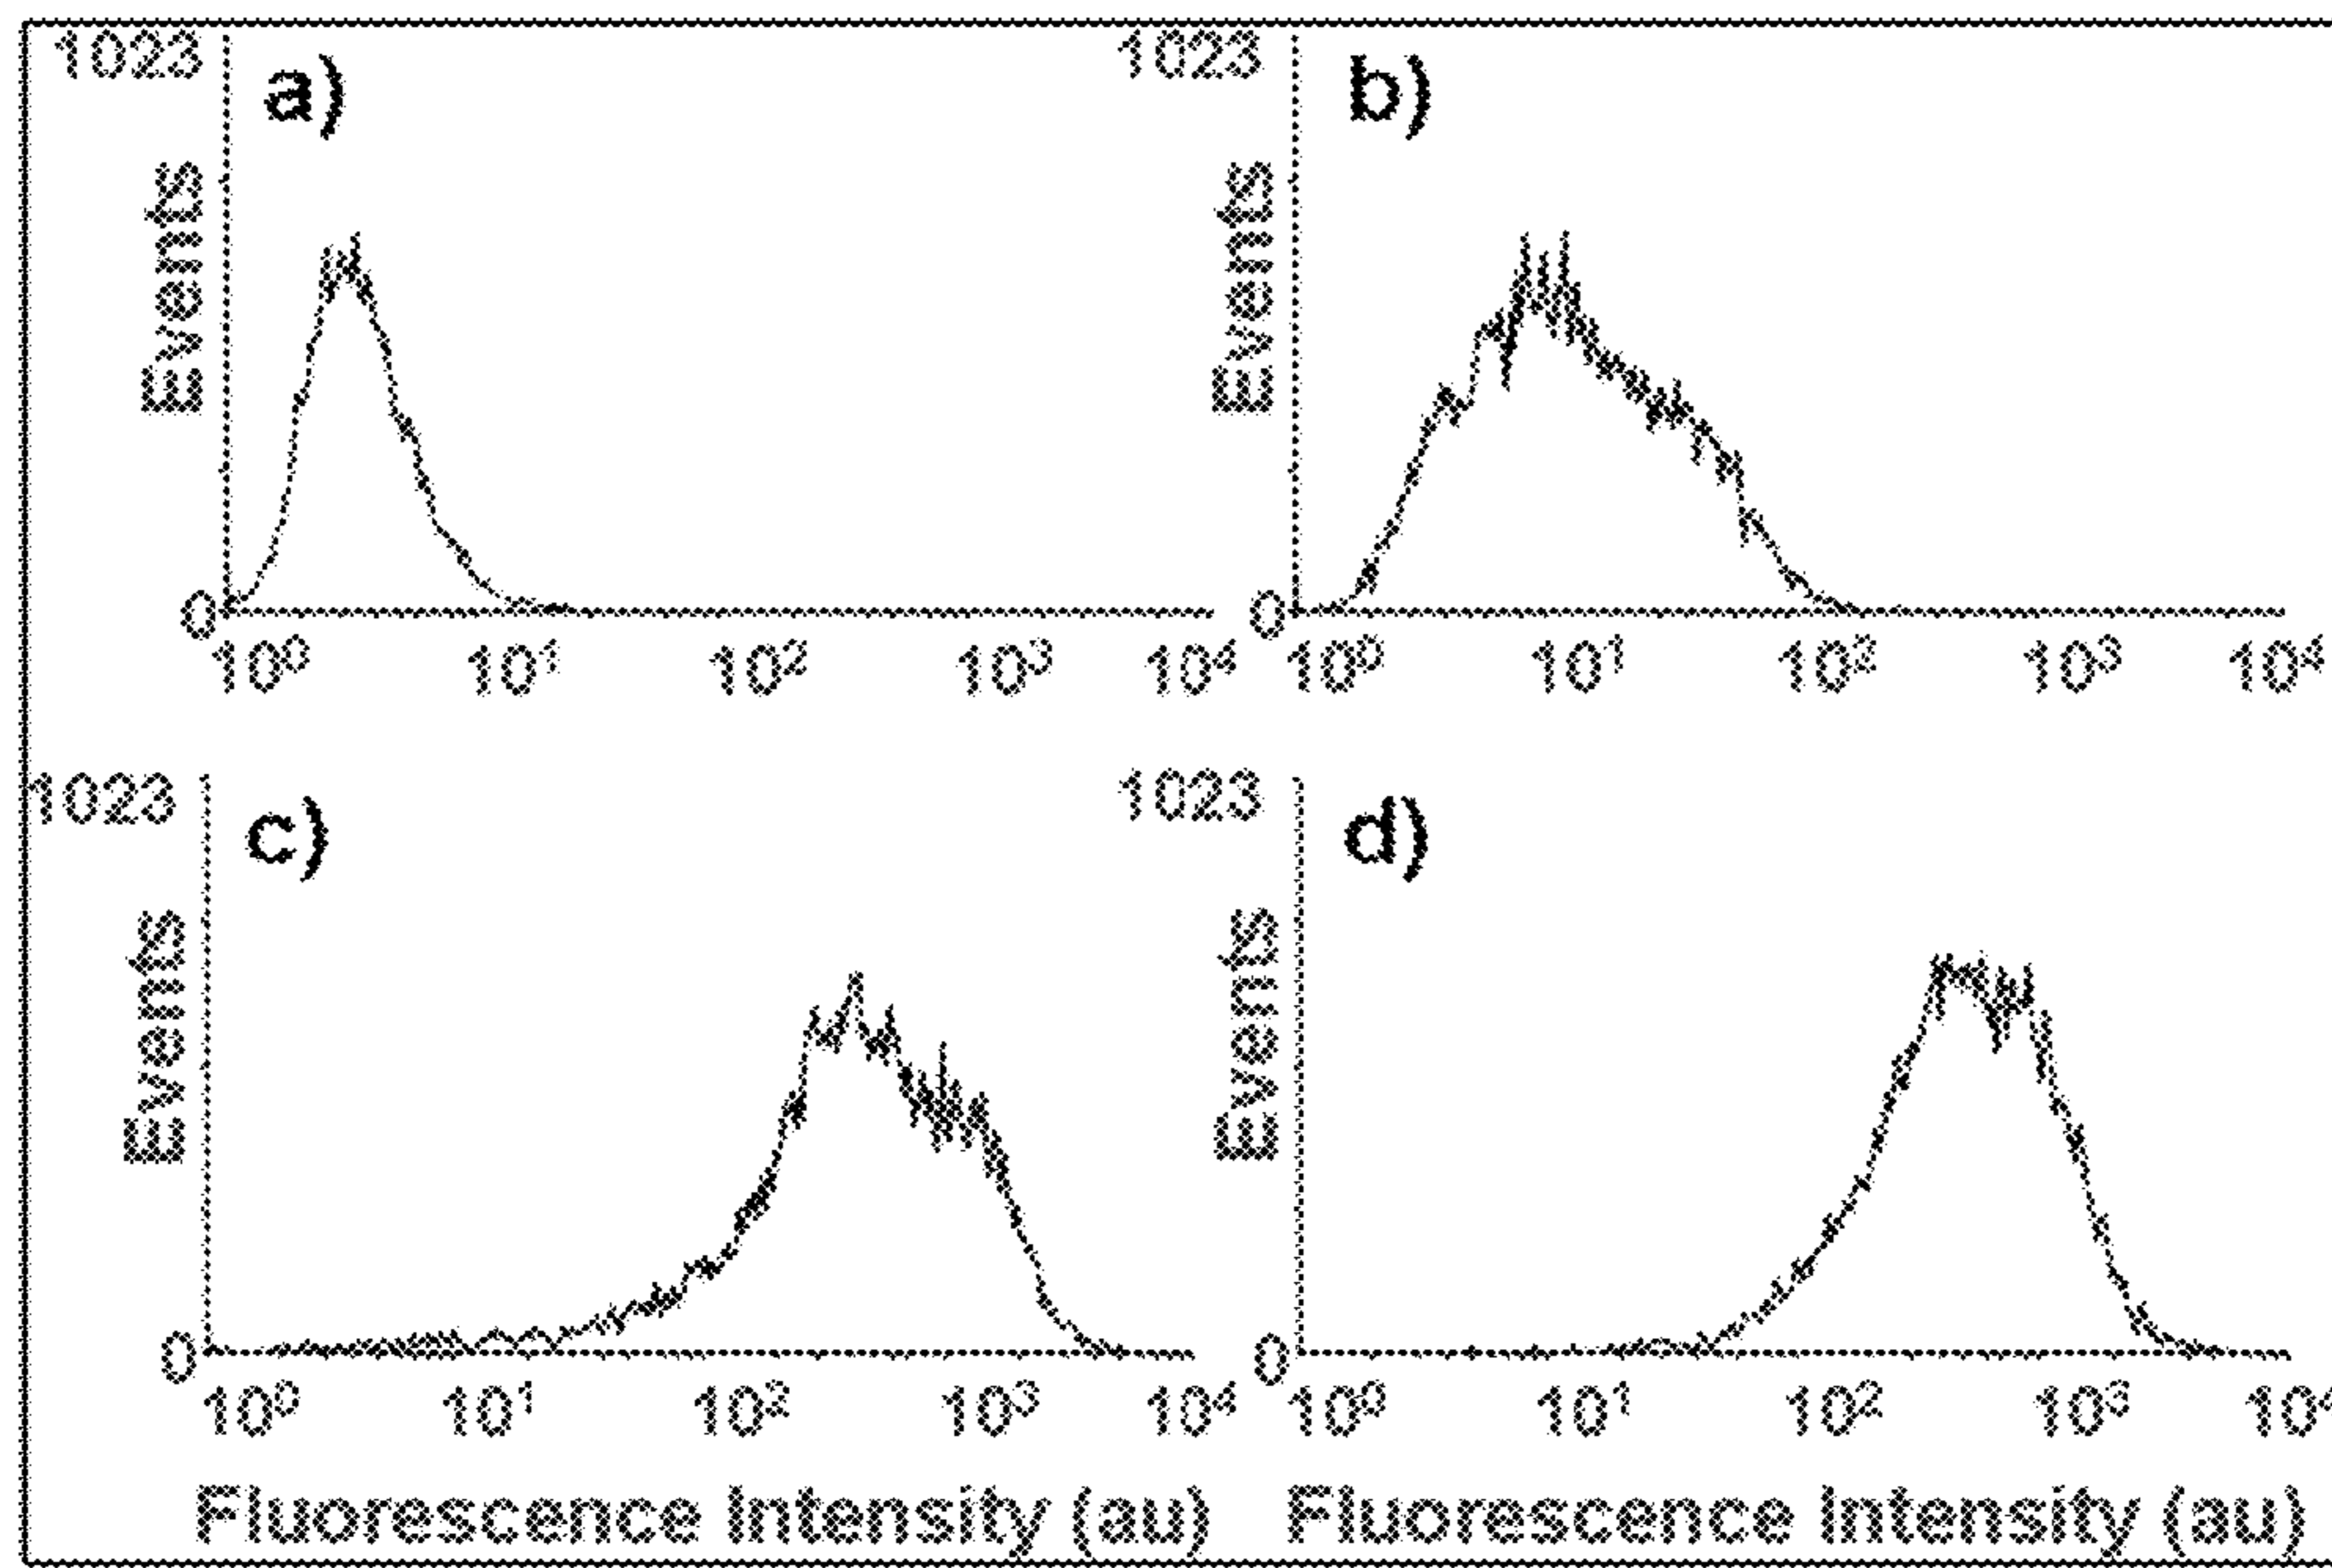 1023 a) 1023 b)
Events Events
0 0
10⁰ 10¹ 10² 10³ 10⁴ 10⁰ 10¹ 10² 10³ 10⁴
1023 c) 1023 d)
Events Events
0 0
10⁰ 10¹ 10² 10³ 10⁴ 10⁰ 10¹ 10² 10³ 10⁴
Fluorescence Intensity (au) Fluorescence Intensity (au)